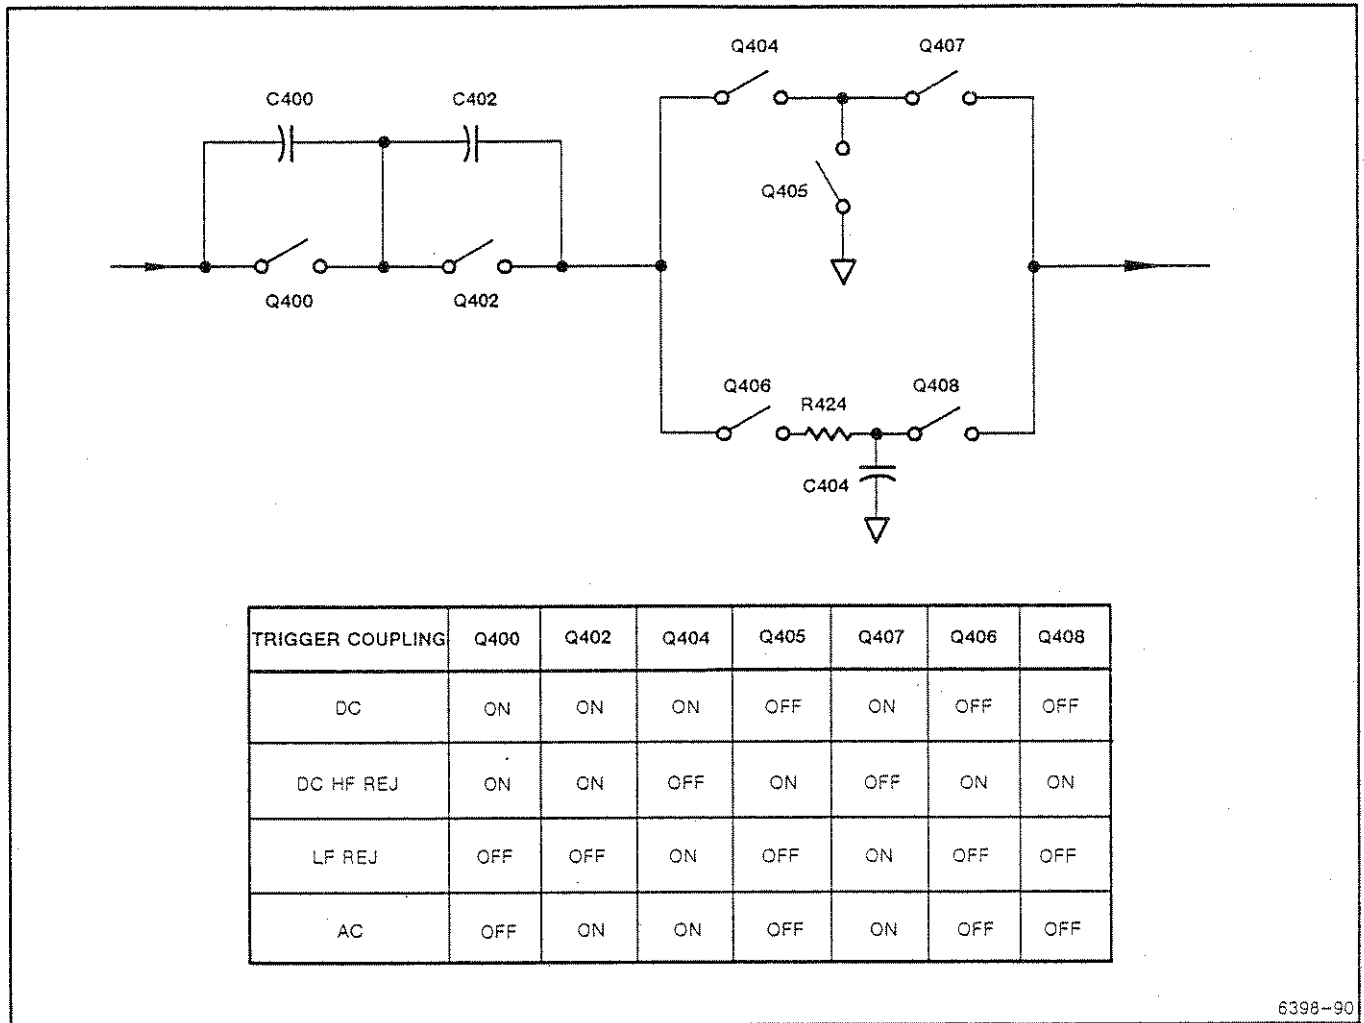 Q404 Q407
C400 C402
Q405
Q400 Q402
Q406 R424 Q408
C404
TRIGGER COUPLING Q400 Q402 Q404 Q405 Q407 Q406 Q408
DC ON ON ON OFF ON OFF OFF
DC HF REJ ON ON OFF ON OFF ON ON
LF REJ OFF OFF ON OFF ON OFF OFF
AC OFF ON ON OFF ON OFF OFF
6398-90